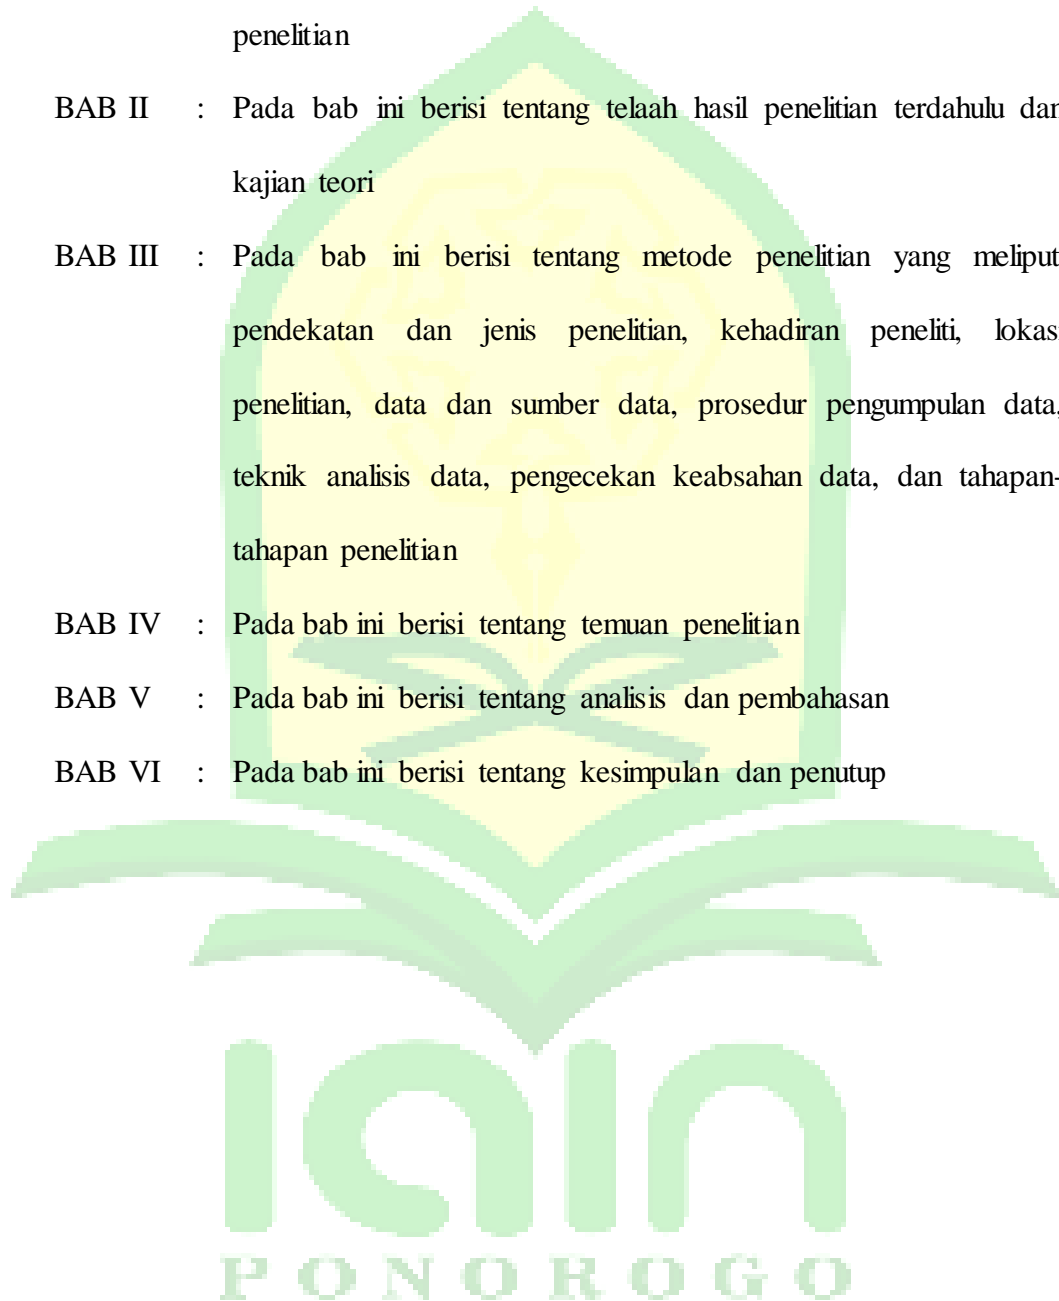 penelitian
BAB II : Pada bab ini berisi tentang telaah hasil penelitian terdahulu dan
kajian teori
BAB III : Pada bab ini berisi tentang metode penelitian yang meliput
pendekatan dan jenis penelitian, kehadiran peneliti, lokas
penelitian, data dan sumber data, prosedur pengumpulan data,
teknik analisis data, pengecekan keabsahan data, dan tahapan-
tahapan penelitian
BAB IV : Pada bab ini berisi tentang temuan penelitian
BAB V : Pada bab ini berisi tentang analisis dan pembahasan
BAB VI : Pada bab ini berisi tentang kesimpulan dan penutup
iain
PONOROGO